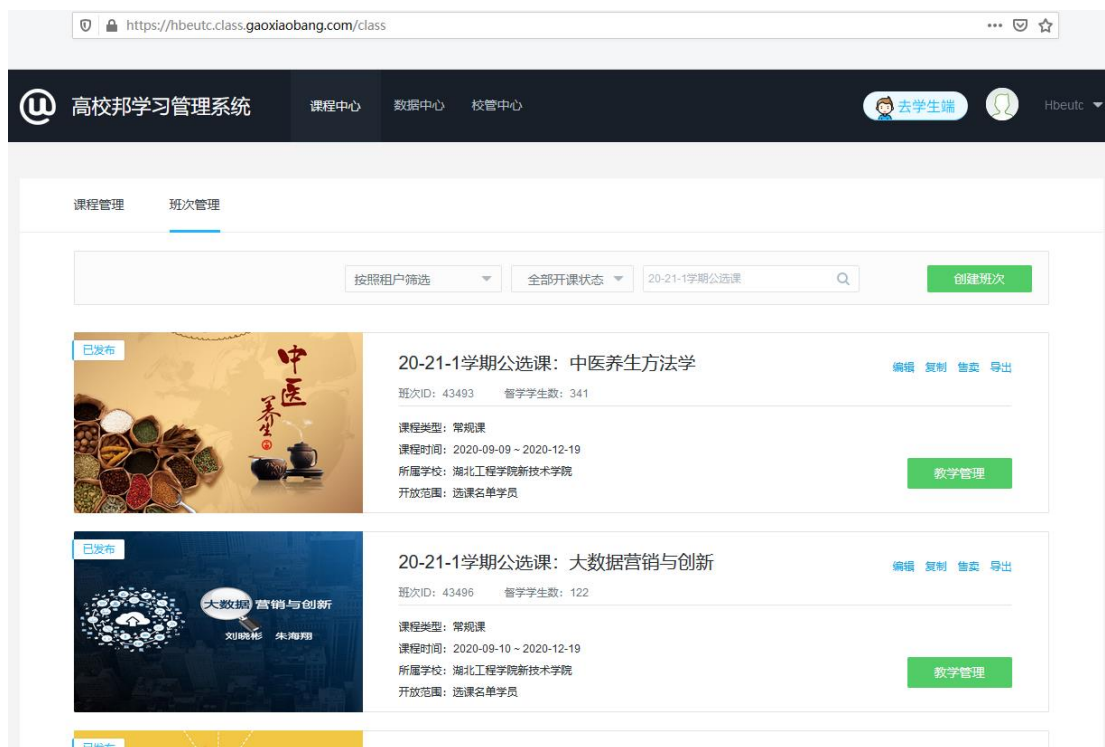 https://hbeutc.class.gaoxiaobang.com/class
高校邦学习管理系统 课程中心 数据中心 校管中心 去学生端 Hbeutc
课程管理 班次管理
按照租户筛选 全部开课状态 20-21-1学期公选课 创建班次
已发布
中医养生
20-21-1学期公选课：中医养生方法学
编辑 复制 售卖 导出
班次ID：43493 督学学生数：341
课程类型：常规课
课程时间：2020-09-09 ~ 2020-12-19
所属学校：湖北工程学院新技术学院
开放范围：选课名单学员
教学管理
已发布
大数据营销与创新
刘晓彬 朱海翔
20-21-1学期公选课：大数据营销与创新
编辑 复制 售卖 导出
班次ID：43496 督学学生数：122
课程类型：常规课
课程时间：2020-09-10 ~ 2020-12-19
所属学校：湖北工程学院新技术学院
开放范围：选课名单学员
教学管理
已发布